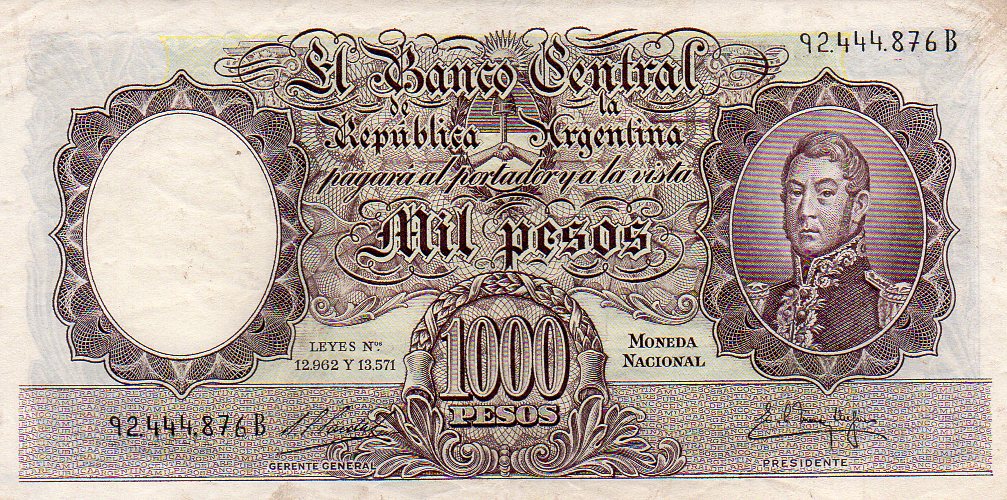 92.444.876 B
El Banco Central
de la
República Argentina
pagará al portador y a la vista
Mil pesos
LEYES Nos
12.962 Y 13.571
1000
PESOS
MONEDA
NACIONAL
92.444.876 B
GERENTE GENERAL
PRESIDENTE